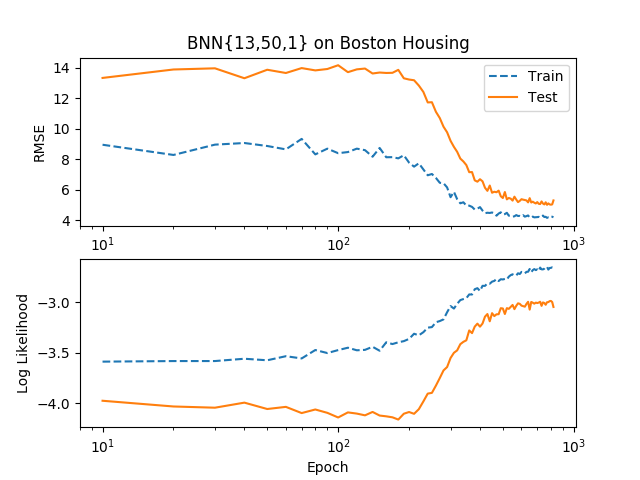 BNN{13,50,1} on Boston Housing
RMSE
14
12
10
8
6
4
Train
Test
10¹
10²
10³
Log Likelihood
−3.0
−3.5
−4.0
10¹
10²
10³
Epoch